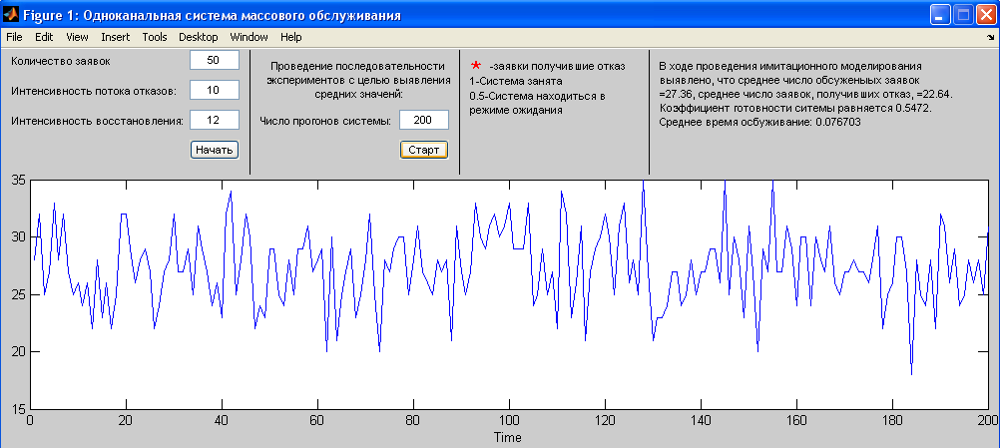 Figure 1: Одноканальная система массового обслуживания
File Edit View Insert Tools Desktop Window Help
Количество заявок 50
Интенсивность потока отказов: 10
Интенсивность восстановления: 12
Начать
Проведение последовательности
экспериментов с целью выявления
средних значенй:
Число прогонов системы: 200
Старт
* -заявки получившие отказ
1-Система занята
0.5-Система находиться в
режиме ожидания
В ходе проведения имитационного моделирования
выявлено, что среднее число обсуженыых заявок
=27.36, среднее число заявок, получивших отказ, =22.64.
Коэффициент готовности ситемы равняется 0.5472.
Среднее время осбуживание: 0.076703
35
30
25
20
15
0 20 40 60 80 100 120 140 160 180 200
Time